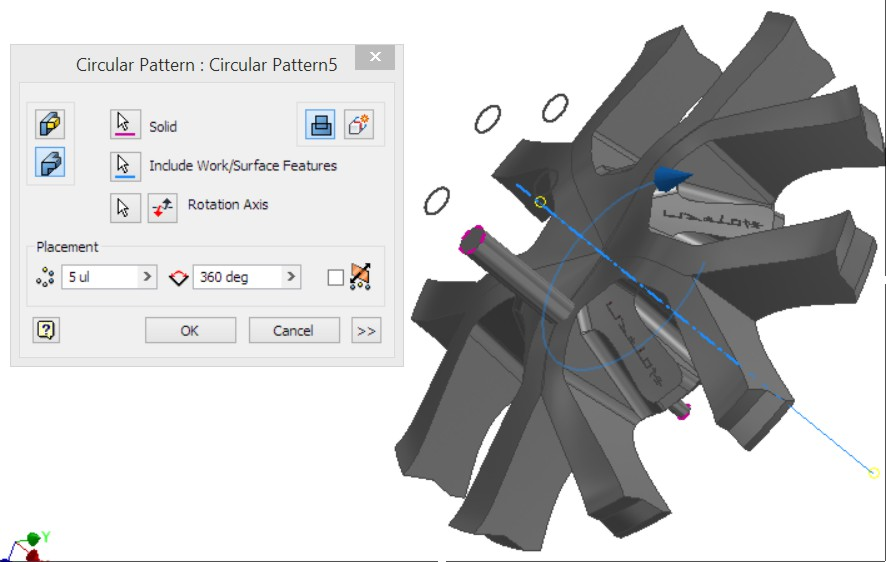 Circular Pattern : Circular Pattern5
Solid
Include Work/Surface Features
Rotation Axis
Placement
5 ul
360 deg
OK
Cancel
>>
Y